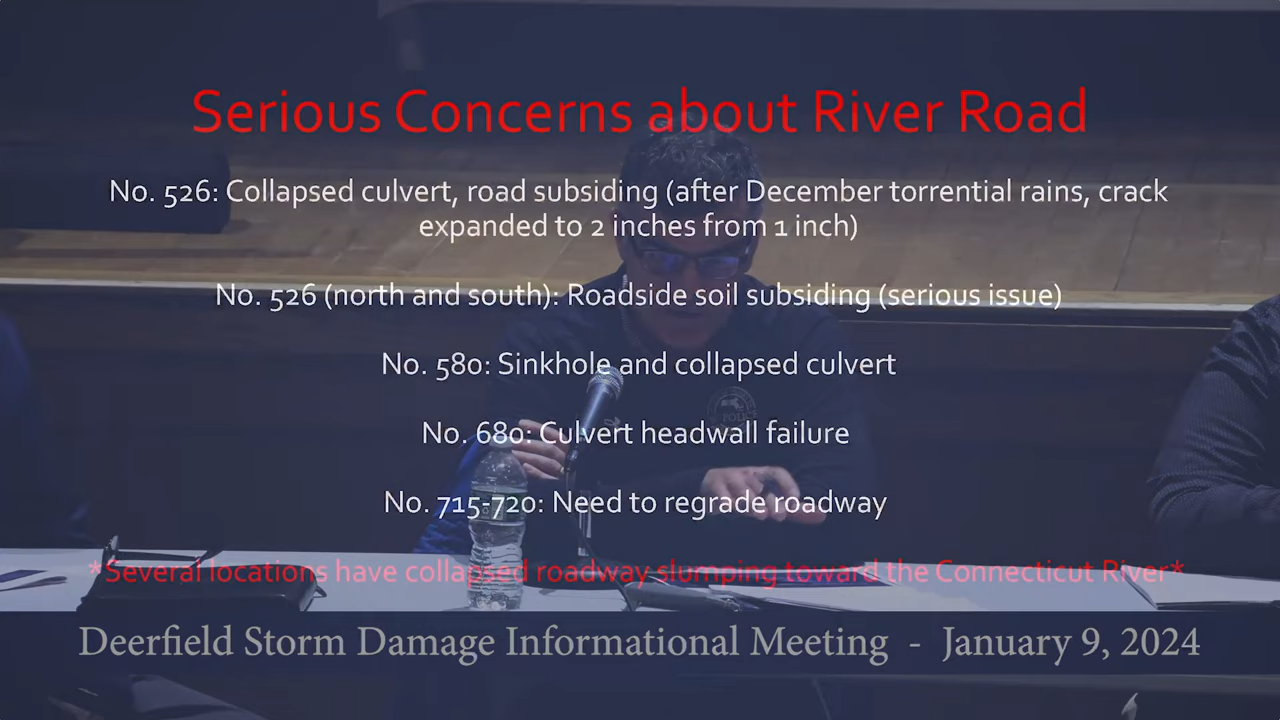 Serious Concerns about River Road
No. 526: Collapsed culvert, road subsiding (after December torrential rains, crack
expanded to 2 inches from 1 inch)
No. 526 (north and south): Roadside soil subsiding (serious issue)
No. 580: Sinkhole and collapsed culvert
No. 680: Culvert headwall failure
No. 715-720: Need to regrade roadway
*Several locations have collapsed roadway slumping toward the Connecticut River*
Deerfield Storm Damage Informational Meeting - January 9, 2024